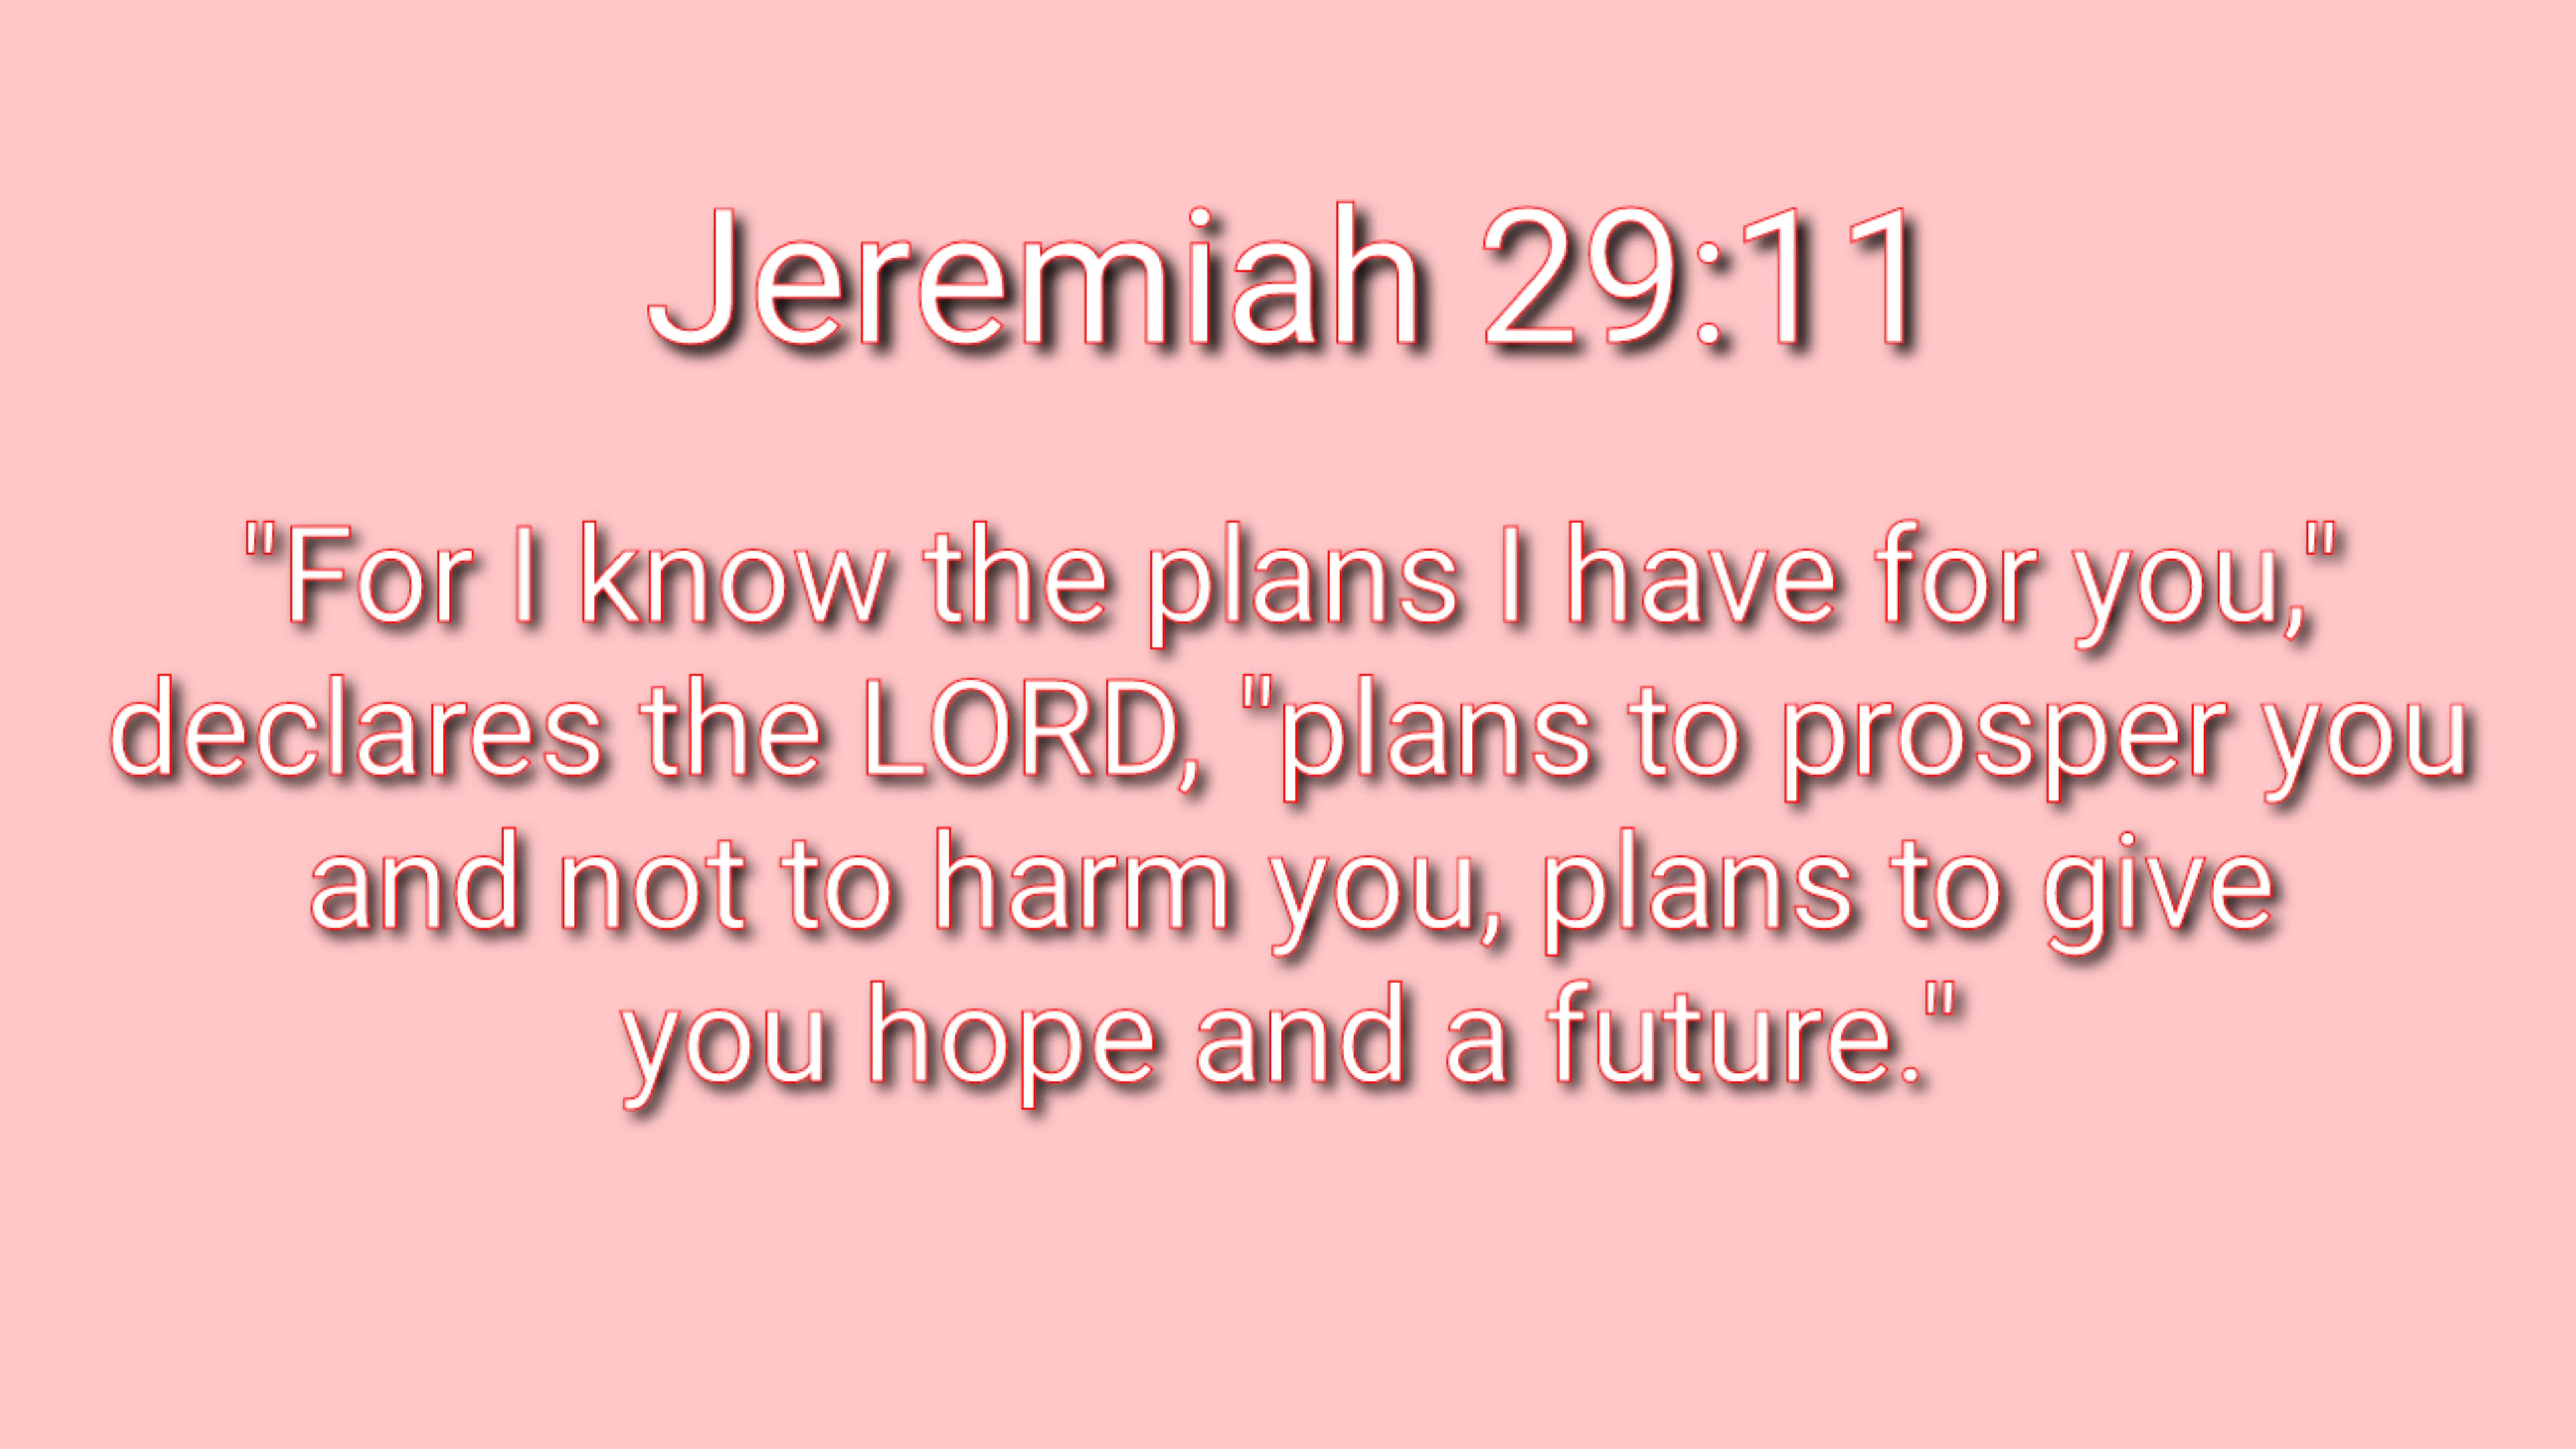 Jeremiah 29:11
"For I know the plans I have for you,"
declares the LORD, "plans to prosper you
and not to harm you, plans to give
you hope and a future."